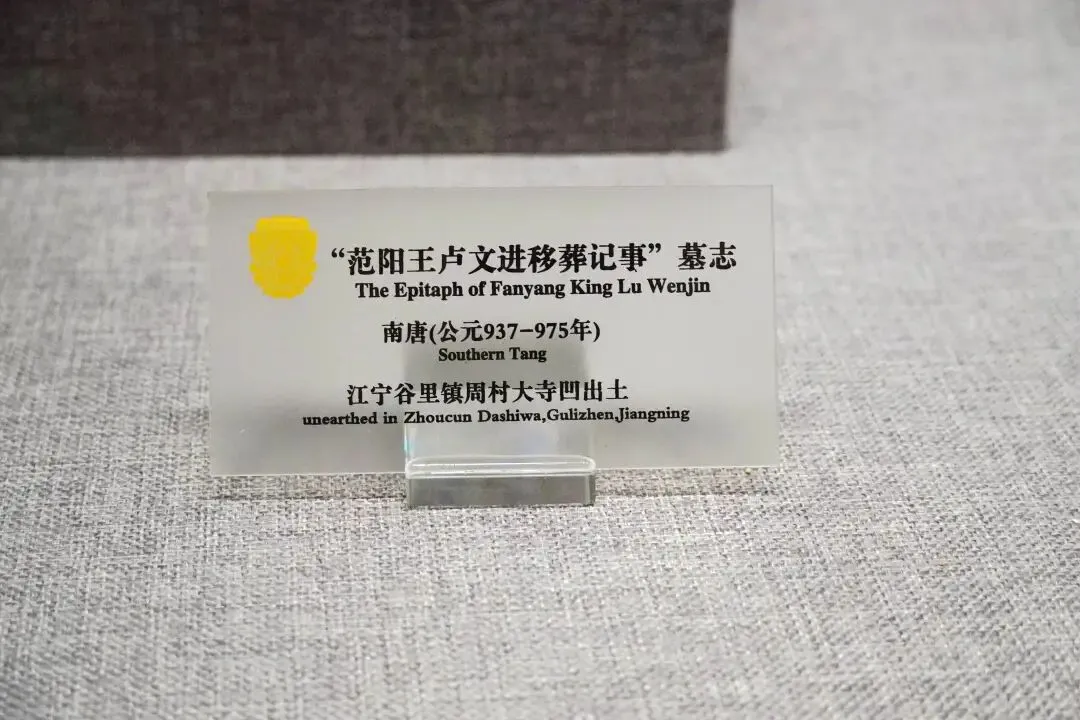 “范阳王卢文进移葬记事”墓志
The Epitaph of Fanyang King Lu Wenjin
南唐(公元937-975年)
Southern Tang
江宁谷里镇周村大寺凹出土
unearthed in Zhoucun Dashiwa,Gulizhen,Jiangning